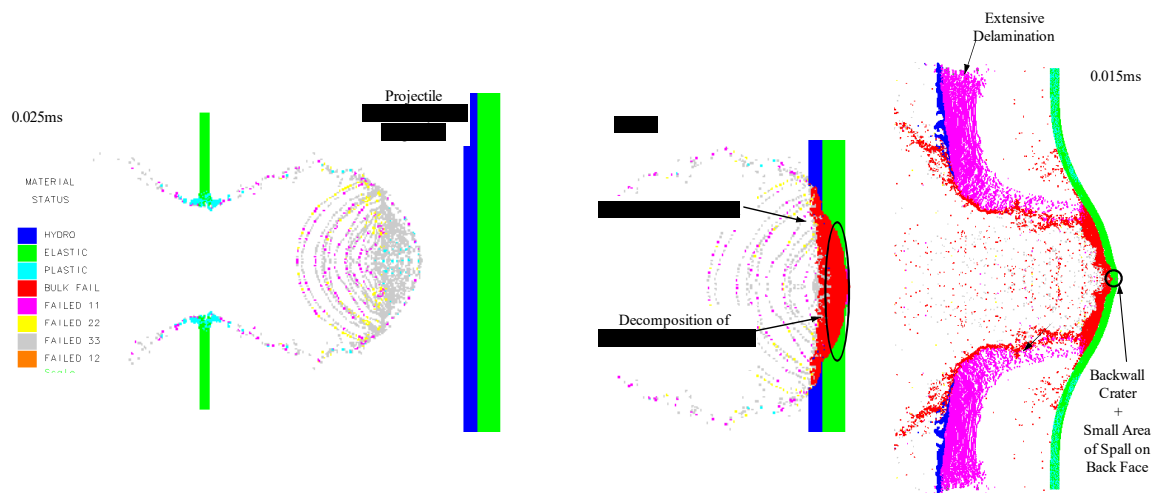 0.025ms
MATERIAL
STATUS
HYDRO
ELASTIC
PLASTIC
BULK FAIL
FAILED 11
FAILED 22
FAILED 33
FAILED 12
Projectile
Decomposition of
Extensive
Delamination
0.015ms
Backwall
Crater
+
Small Area
of Spall on
Back Face